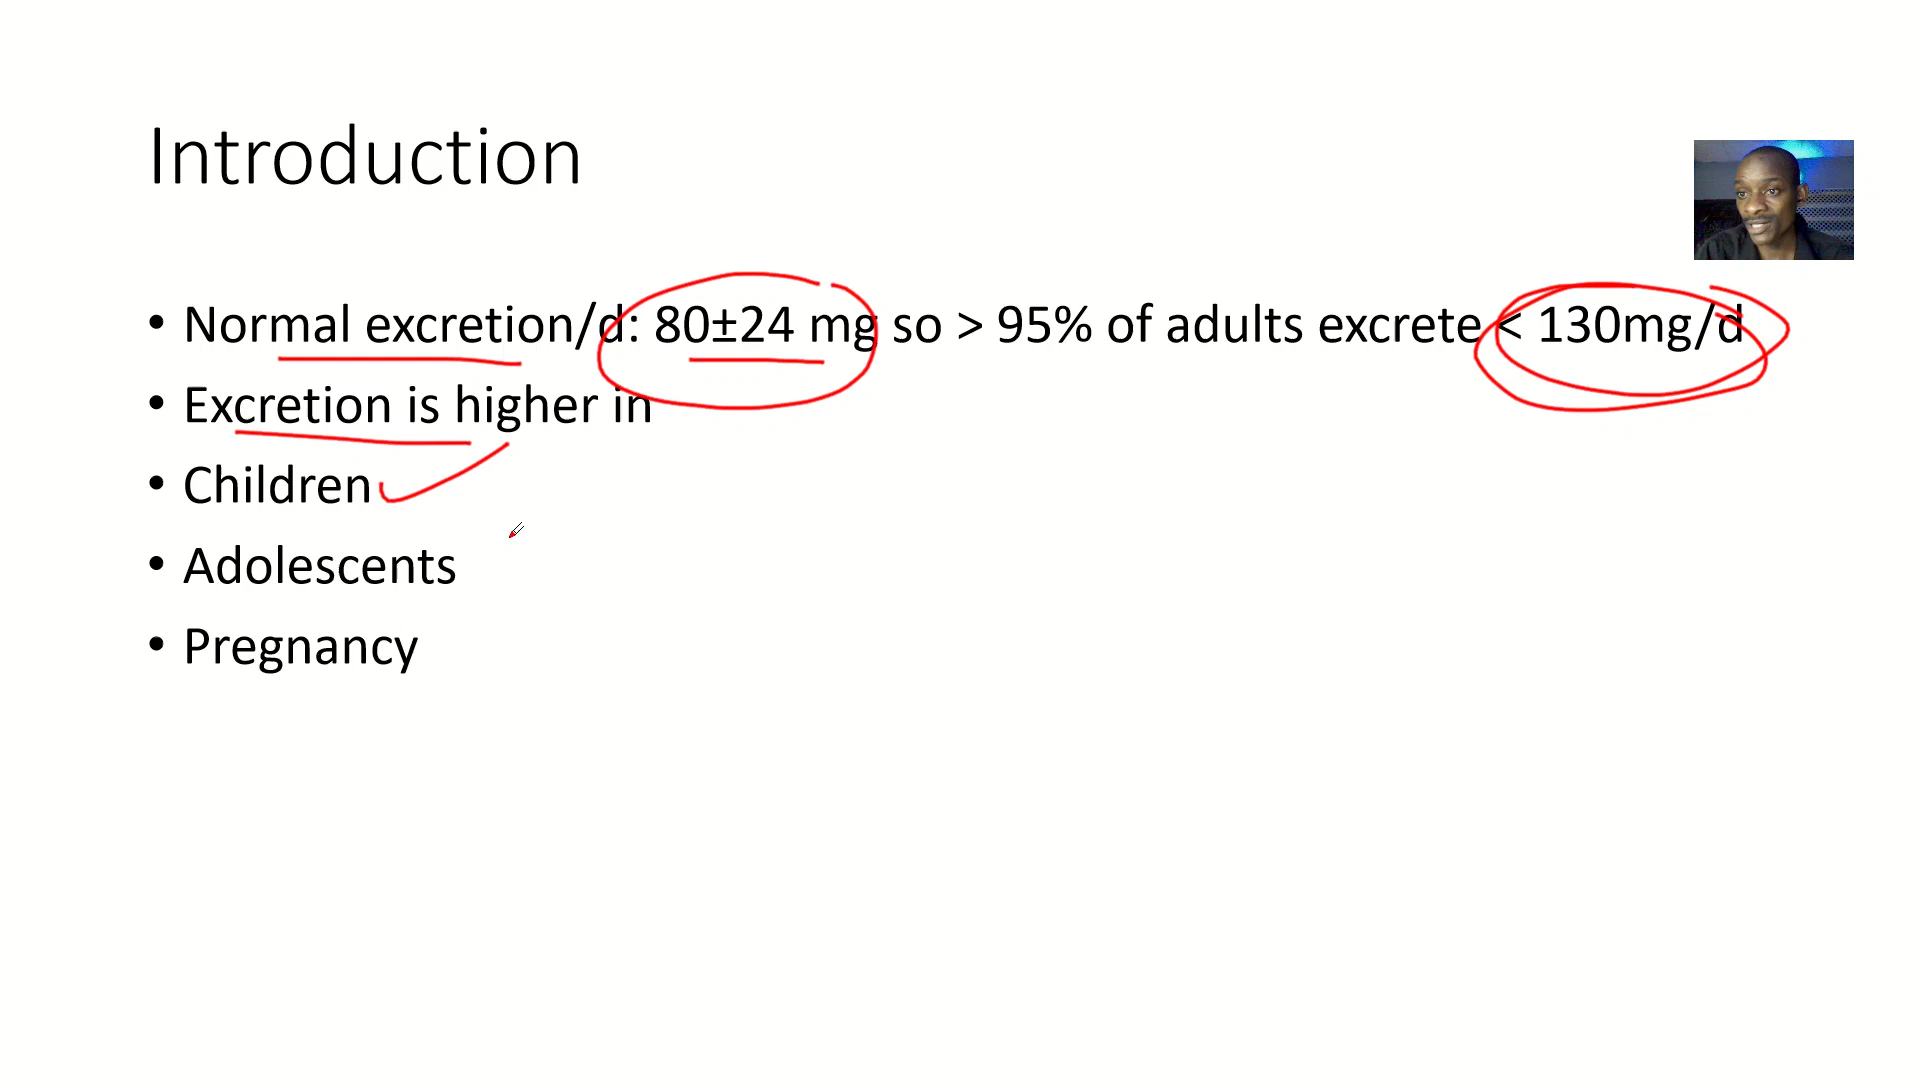 Introduction
• Normal excretion/d: 80±24 mg so > 95% of adults excrete < 130mg/d
• Excretion is higher in
• Children
• Adolescents
• Pregnancy